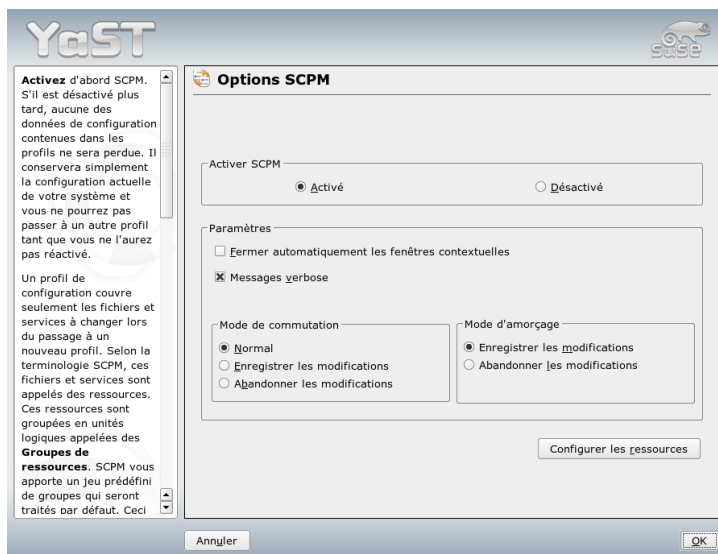 YaST
SUSE
Activez d'abord SCPM.
S'il est désactivé plus
tard, aucune des
données de configuration
contenues dans les
profils ne sera perdue. Il
conservera simplement
la configuration actuelle
de votre système et
vous ne pourrez pas
passer à un autre profil
tant que vous ne l'aurez
pas réactivé.
Un profil de
configuration couvre
seulement les fichiers et
services à changer lors
du passage à un
nouveau profil. Selon la
terminologie SCPM, ces
fichiers et services sont
appelés des ressources.
Ces ressources sont
groupées en unités
logiques appelées des
Groupes de
ressources. SCPM vous
apporte un jeu prédéfini
de groupes qui seront
traités par défaut. Ceci
Options SCPM
Activer SCPM
Activé
Désactivé
Paramètres
Fermer automatiquement les fenêtres contextuelles
Messages verbose
Mode de commutation
Normal
Enregistrer les modifications
Abandonner les modifications
Mode d'amorçage
Enregistrer les modifications
Abandonner les modifications
Configurer les ressources
Annuler
OK